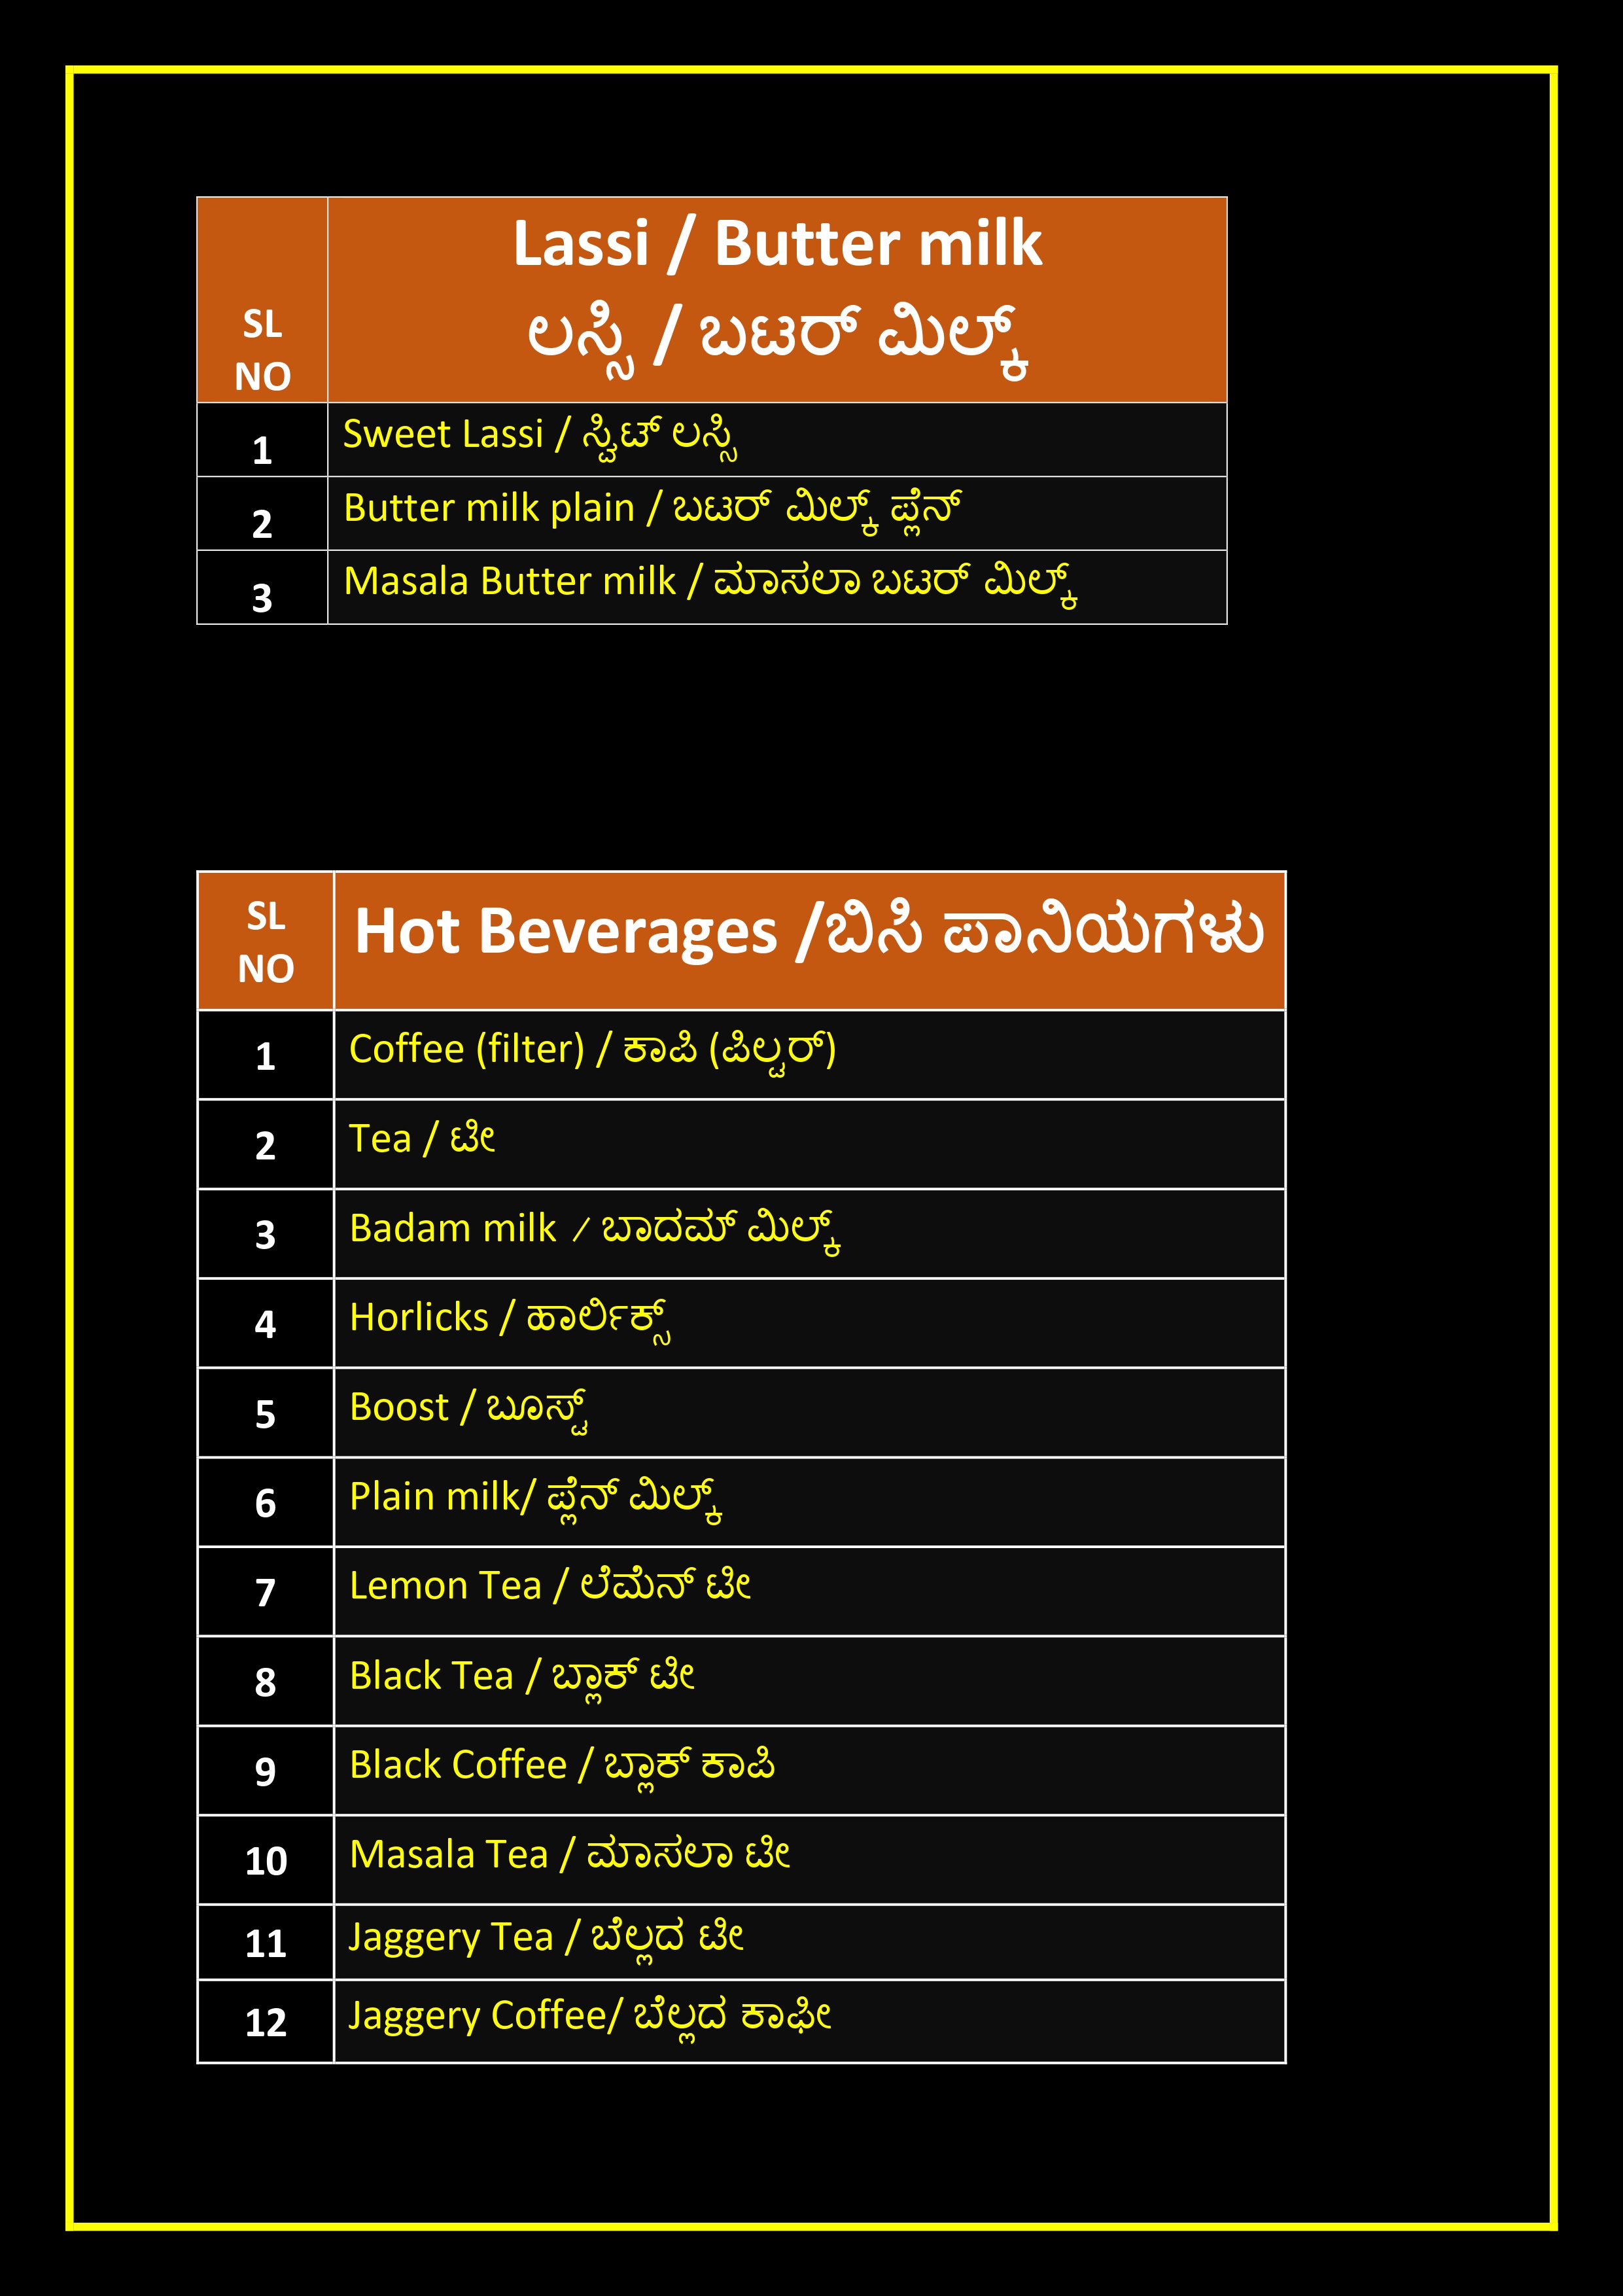 SL
NO
Lassi / Butter milk
ಲಸ್ಸಿ / ಬಟರ್ ಮಿಲ್ಕ್
1
Sweet Lassi / ಸ್ವಿಟ್ ಲಸ್ಸಿ
2
Butter milk plain / ಬಟರ್ ಮಿಲ್ಕ್ ಪ್ಲೆನ್
3
Masala Butter milk / ಮಾಸಲಾ ಬಟರ್ ಮಿಲ್ಕ್
SL
NO
Hot Beverages /ಬಿಸಿ ಪಾನಿಯಗಳು
1
Coffee (filter) / ಕಾಪಿ (ಪಿಲ್ಟರ್)
2
Tea / ಟೀ
3
Badam milk / ಬಾದಮ್ ಮಿಲ್ಕ್
4
Horlicks / ಹಾರ್ಲಿಕ್ಸ್
5
Boost / ಬೂಸ್ಟ್
6
Plain milk/ ಪ್ಲೆನ್ ಮಿಲ್ಕ್
7
Lemon Tea / ಲೆಮೆನ್ ಟೀ
8
Black Tea / ಬ್ಲಾಕ್ ಟೀ
9
Black Coffee / ಬ್ಲಾಕ್ ಕಾಪಿ
10
Masala Tea / ಮಾಸಲಾ ಟೀ
11
Jaggery Tea / ಬೆಲ್ಲದ ಟೀ
12
Jaggery Coffee/ ಬೆಲ್ಲದ ಕಾಫೀ